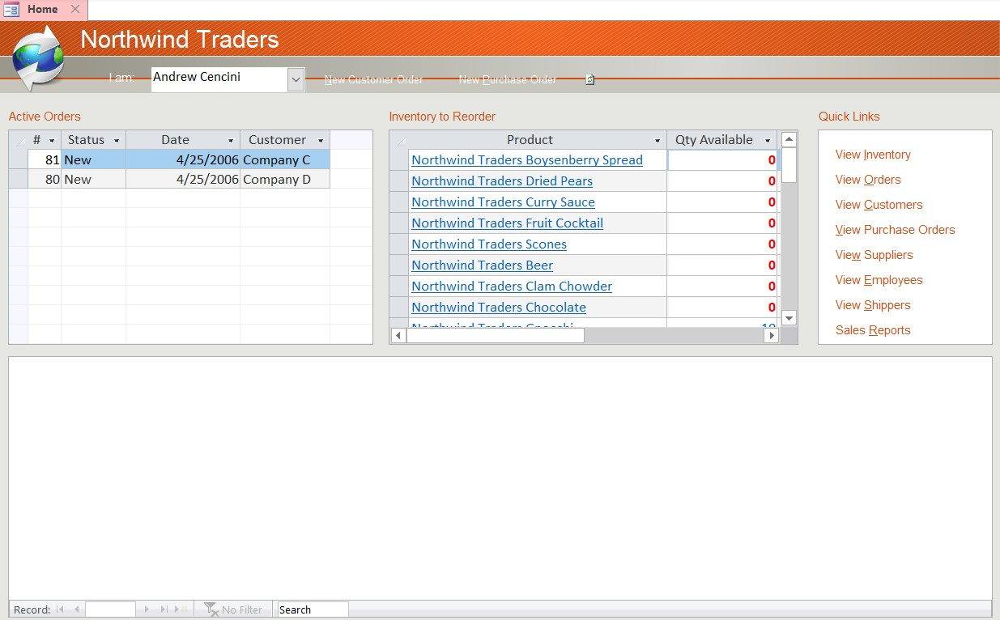 Home
Northwind Traders
I am: Andrew Cencini New Customer Order New Purchase Order
Active Orders
# Status Date Customer
81 New 4/25/2006 Company C
80 New 4/25/2006 Company D
Inventory to Reorder
Product Qty Available
Northwind Traders Boysenberry Spread 0
Northwind Traders Dried Pears 0
Northwind Traders Curry Sauce 0
Northwind Traders Fruit Cocktail 0
Northwind Traders Scones 0
Northwind Traders Beer 0
Northwind Traders Clam Chowder 0
Northwind Traders Chocolate 0
Northwind Traders Gnocchi 10
Quick Links
View Inventory
View Orders
View Customers
View Purchase Orders
View Suppliers
View Employees
View Shippers
Sales Reports
Record: No Filter Search